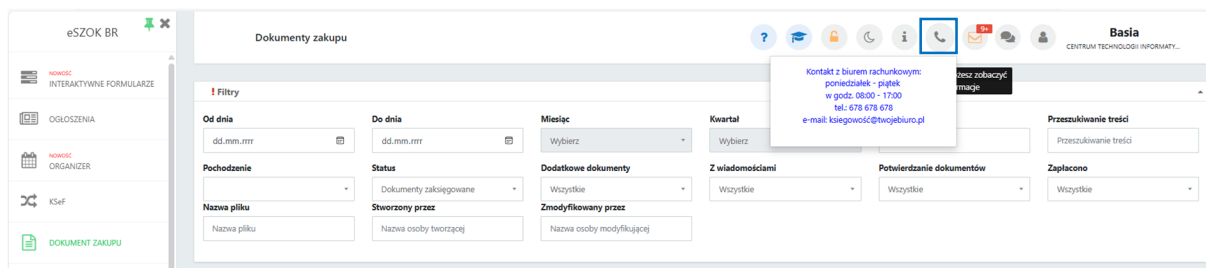 eSZOK BR
Dokumenty zakupu
?
i
9+
Basia
CENTRUM TECHNOLOGII INFORMATY...
Kontakt z biurem rachunkowym:
poniedziałek - piątek
w godz. 08:00 - 17:00
tel.: 678 678 678
e-mail: ksiegowość@twojebiuro.pl
zobaczyć
NOWOŚĆ
INTERAKTYWNE FORMULARZE
OGŁOSZENIA
NOWOŚĆ
ORGANIZER
KSeF
DOKUMENT ZAKUPU
! Filtry
Od dnia
Do dnia
Miesiąc
Kwartał
Przeszukiwanie treści
dd.mm.rrrr
dd.mm.rrrr
Wybierz
Wybierz
Przeszukiwanie treści
Pochodzenie
Status
Dodatkowe dokumenty
Z wiadomościami
Potwierdzanie dokumentów
Zapłacono
Dokumenty zaksięgowane
Wszystkie
Wszystkie
Wszystkie
Wszystkie
Nazwa pliku
Stworzony przez
Zmodyfikowany przez
Nazwa pliku
Nazwa osoby tworzącej
Nazwa osoby modyfikującej